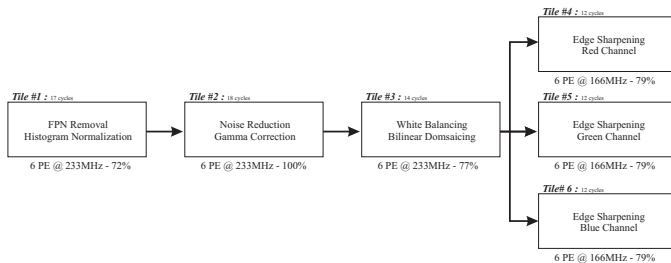 Tile #1 : 17 cycles
FPN Removal
Histogram Normalization
6 PE @ 233MHz - 72%
Tile #2 : 18 cycles
Noise Reduction
Gamma Correction
6 PE @ 233MHz - 100%
Tile #3 : 14 cycles
White Balancing
Bilinear Domsaicing
6 PE @ 233MHz - 77%
Tile #4 : 12 cycles
Edge Sharpening
Red Channel
6 PE @ 166MHz - 79%
Tile #5 : 12 cycles
Edge Sharpening
Green Channel
6 PE @ 166MHz - 79%
Tile# 6 : 12 cycles
Edge Sharpening
Blue Channel
6 PE @ 166MHz - 79%